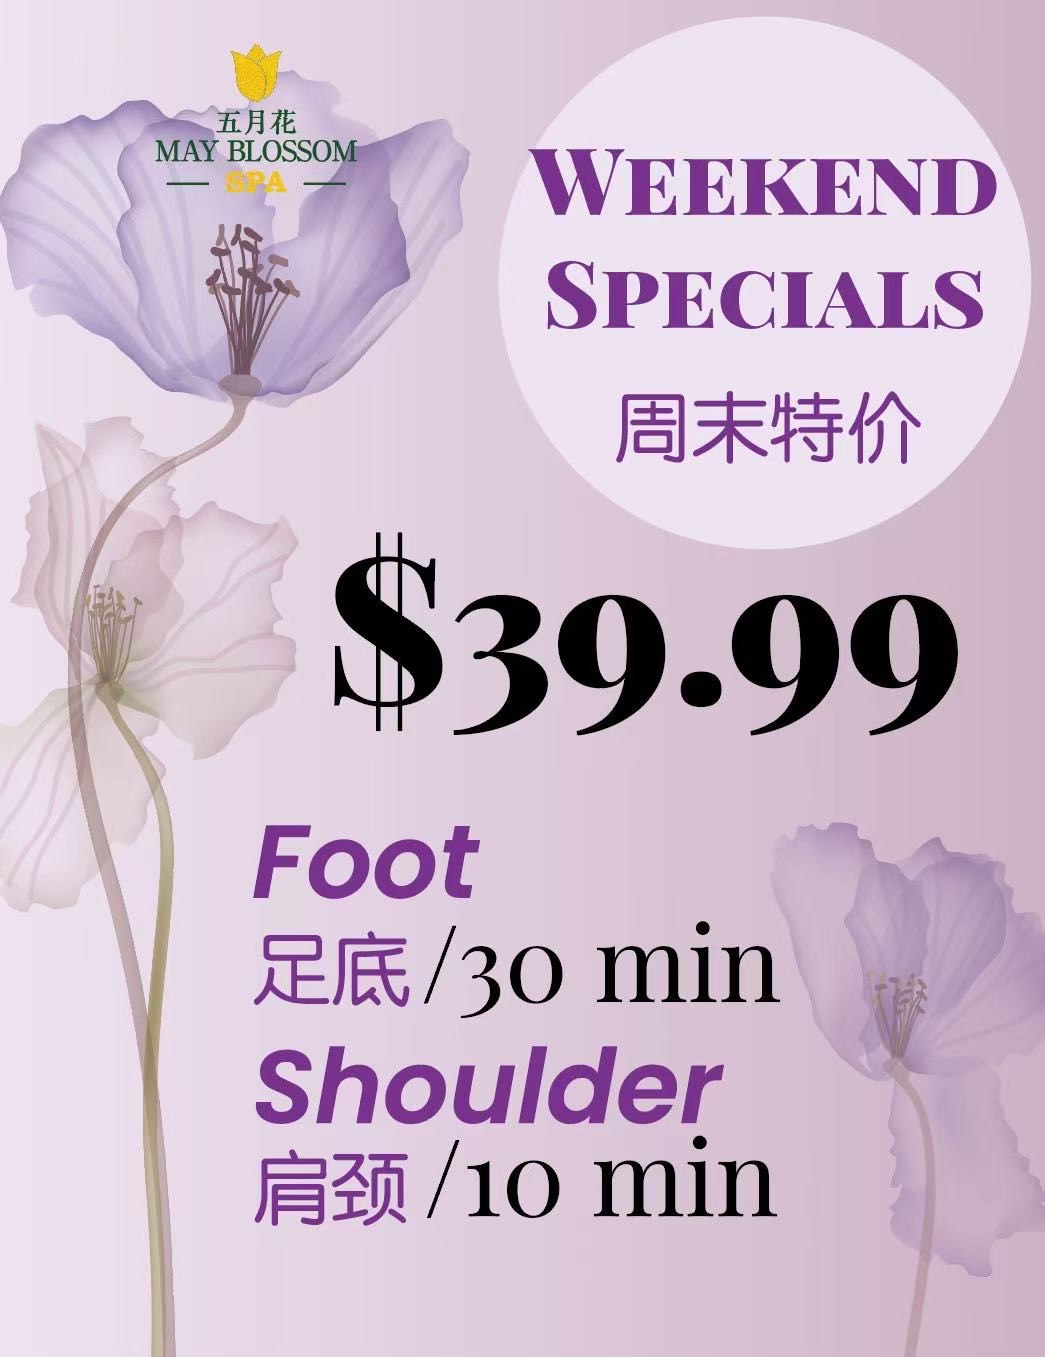 五月花
MAY BLOSSOM
SPA
WEEKEND
SPECIALS
周末特价
$39.99
Foot
足底/30 min
Shoulder
肩颈/10 min